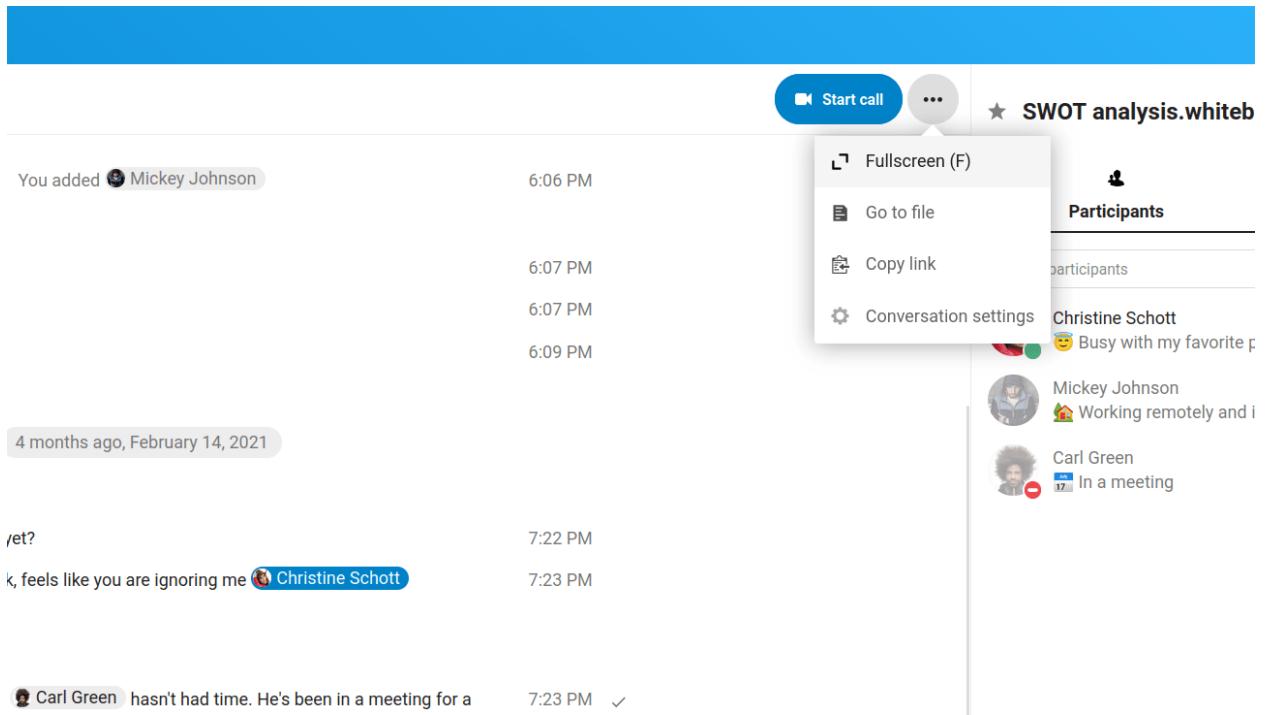 Start call
SWOT analysis.whiteb
Fullscreen (F)
Go to file
Copy link
Conversation settings
You added Mickey Johnson 6:06 PM
6:07 PM
6:07 PM
6:09 PM
4 months ago, February 14, 2021
yet? 7:22 PM
k, feels like you are ignoring me Christine Schott 7:23 PM
Carl Green hasn't had time. He's been in a meeting for a 7:23 PM
Participants
participants
Christine Schott
Busy with my favorite p
Mickey Johnson
Working remotely and i
Carl Green
17 In a meeting